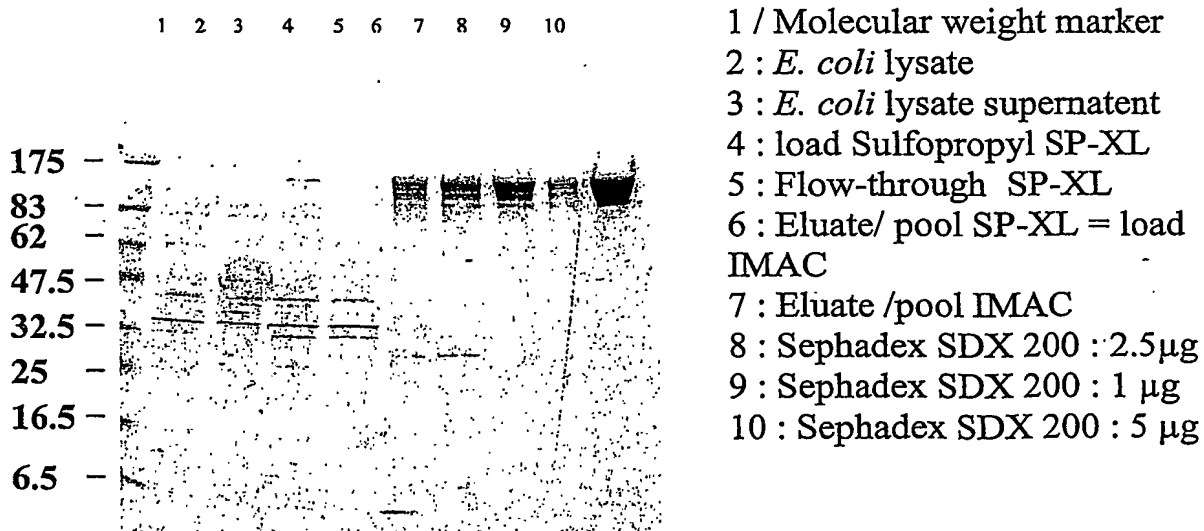 1 2 3 4 5 6 7 8 9 10
175
83
62
47.5
32.5
25
16.5
6.5
1 / Molecular weight marker
2 : E. coli lysate
3 : E. coli lysate supernatent
4 : load Sulfopropyl SP-XL
5 : Flow-through SP-XL
6 : Eluate/ pool SP-XL = load
IMAC
7 : Eluate /pool IMAC
8 : Sephadex SDX 200 : 2.5µg
9 : Sephadex SDX 200 : 1 µg
10 : Sephadex SDX 200 : 5 µg